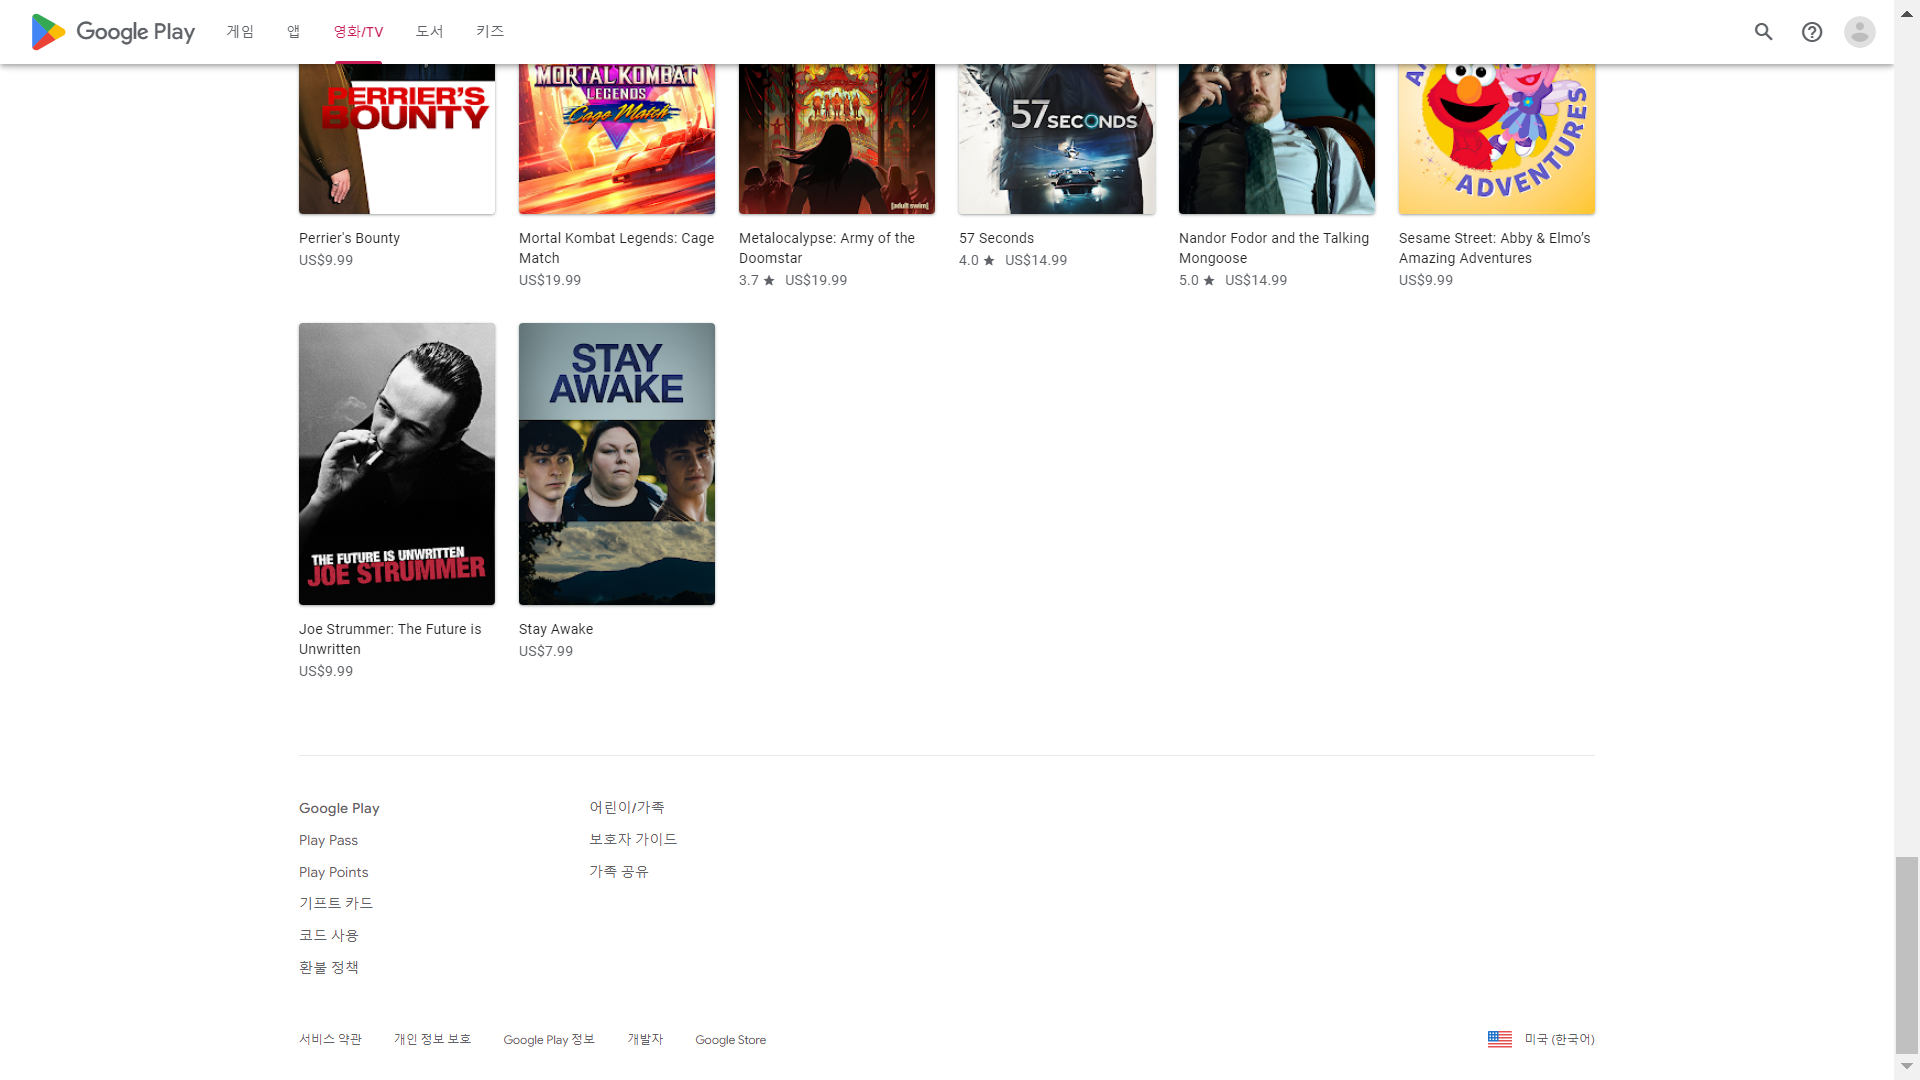 Google Play
게임
앱
영화/TV
도서
키즈
PERRIER'S
BOUNTY
MORTAL KOMBAT
LEGENDS
Cage Match
[adult swim]
57 SECONDS
ADVENTURES
Perrier's Bounty
US$9.99
Mortal Kombat Legends: Cage
Match
US$19.99
Metalocalypse: Army of the
Doomstar
3.7 ★ US$19.99
57 Seconds
4.0 ★ US$14.99
Nandor Fodor and the Talking
Mongoose
5.0 ★ US$14.99
Sesame Street: Abby & Elmo’s
Amazing Adventures
US$9.99
THE FUTURE IS UNWRITTEN
JOE STRUMMER
STAY
AWAKE
Joe Strummer: The Future is
Unwritten
US$9.99
Stay Awake
US$7.99
Google Play
Play Pass
Play Points
기프트 카드
코드 사용
환불 정책
어린이/가족
보호자 가이드
가족 공유
서비스 약관
개인 정보 보호
Google Play 정보
개발자
Google Store
미국 (한국어)